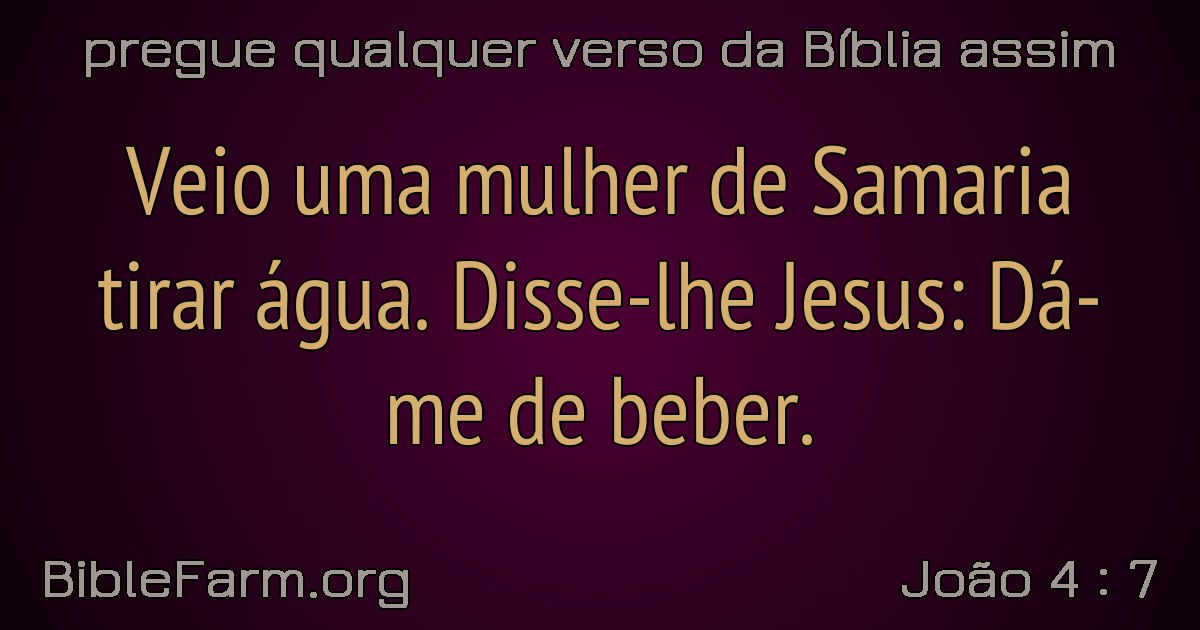 pregue qualquer verso da Bíblia assim
Veio uma mulher de Samaria
tirar água. Disse-lhe Jesus: Dá-
me de beber.
BibleFarm.org
João 4 : 7